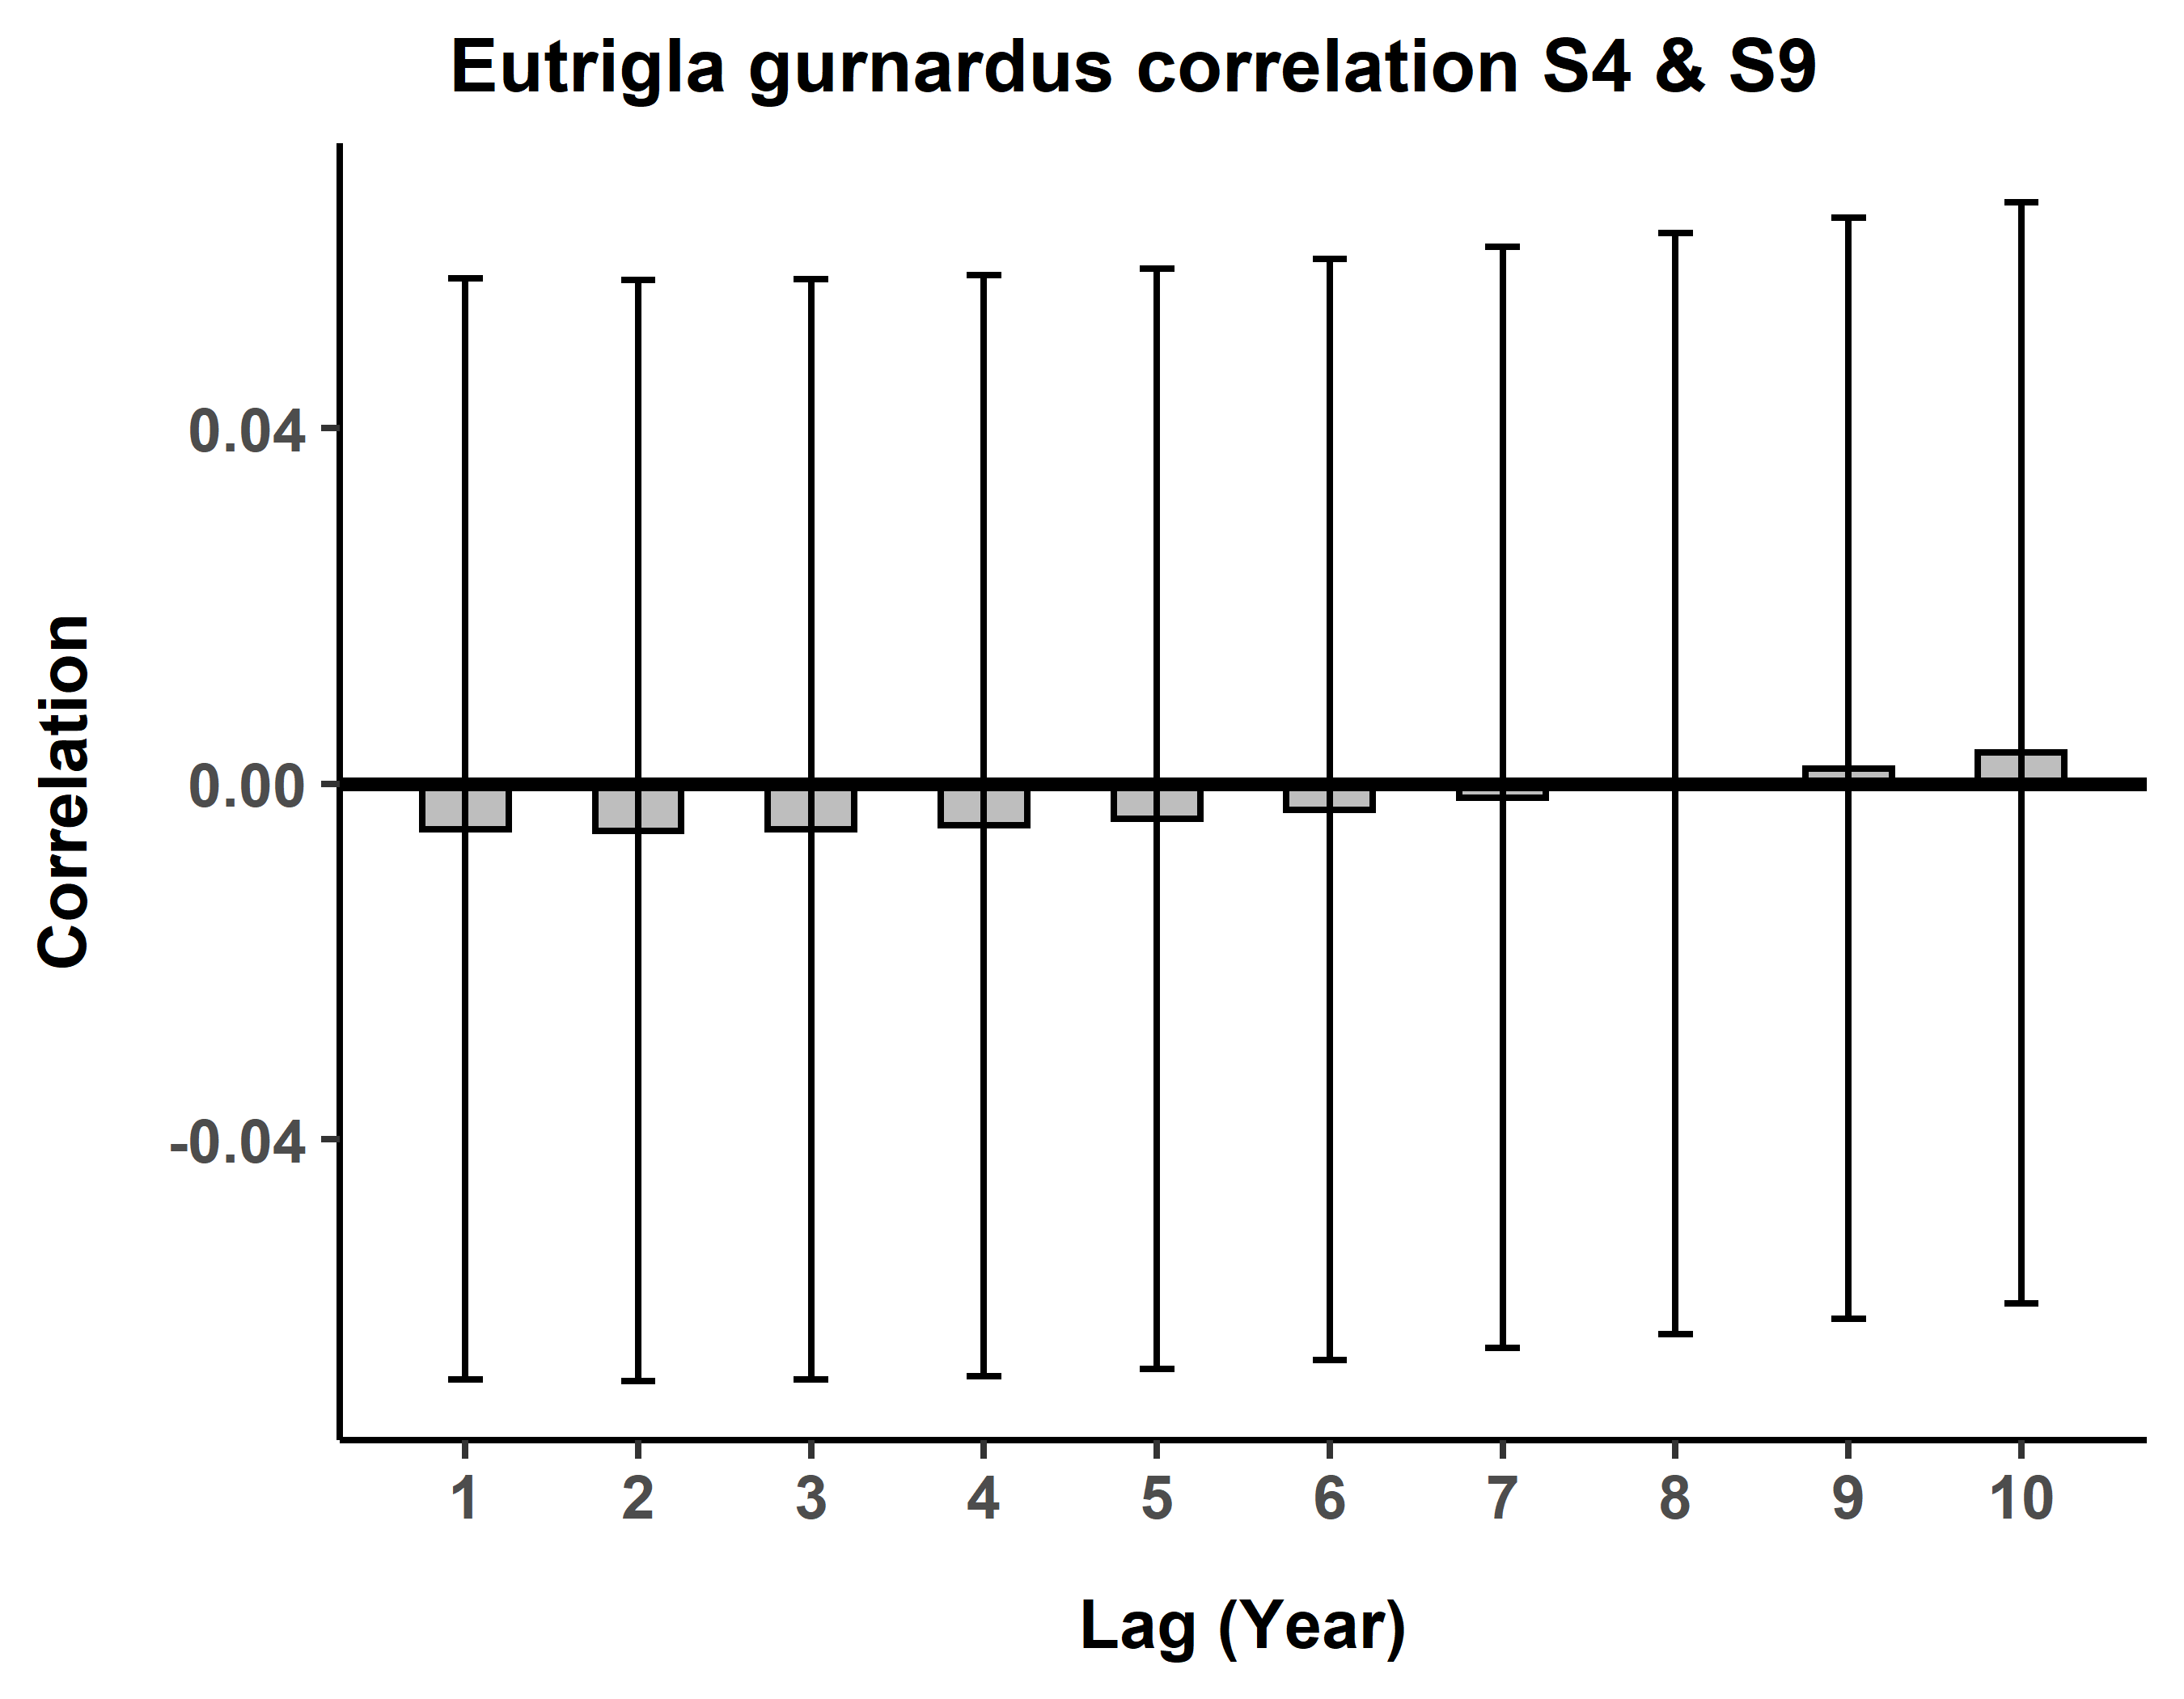 Eutrigla gurnardus correlation S4 & S9
Correlation
0.04
0.00
-0.04
1 2 3 4 5 6 7 8 9 10
Lag (Year)